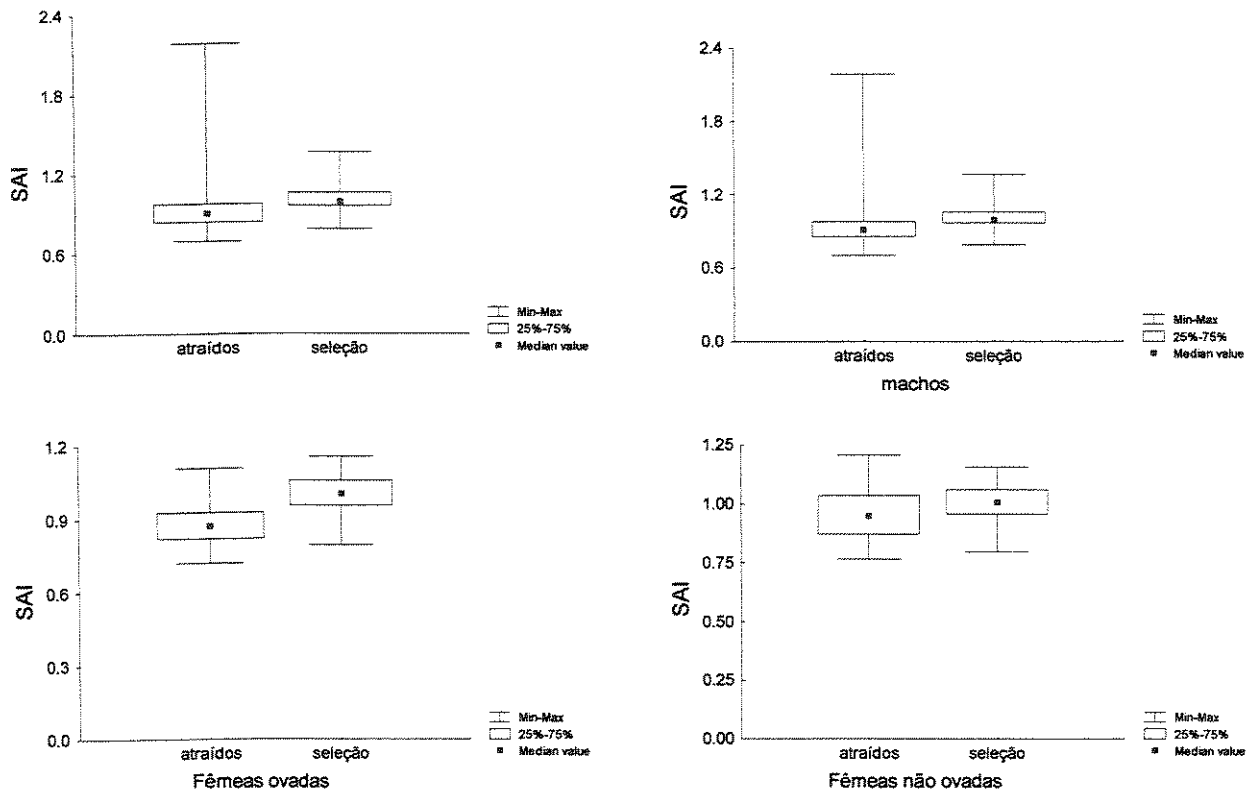 2.4
1.8
1.2
0.6
0.0
SAI
atraídos seleção
Min-Max
25%-75%
Median value
2.4
1.8
1.2
0.6
0.0
SAI
atraídos seleção
machos
Min-Max
25%-75%
Median value
1.2
0.9
0.6
0.3
0.0
SAI
atraídos seleção
Fêmeas ovadas
Min-Max
25%-75%
Median value
1.25
1.00
0.75
0.50
0.25
0.00
SAI
atraídos seleção
Fêmeas não ovadas
Min-Max
25%-75%
Median value